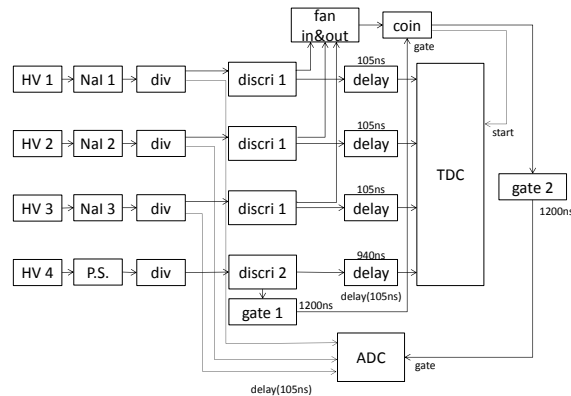 fan
in&out
coin
gate
105ns
HV 1
NaI 1
div
discri 1
delay
start
105ns
HV 2
NaI 2
div
discri 1
delay
TDC
gate 2
1200ns
105ns
HV 3
NaI 3
div
discri 1
delay
940ns
HV 4
P.S.
div
discri 2
delay
delay(105ns)
gate 1
1200ns
ADC
gate
delay(105ns)